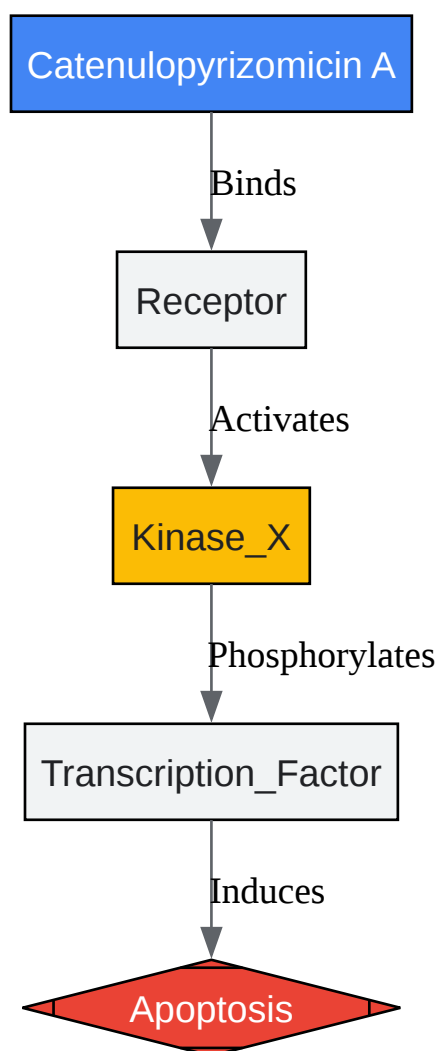 Catenulopyrizomicin A
Binds
Receptor
Activates
Kinase_X
Phosphorylates
Transcription_Factor
Induces
Apoptosis